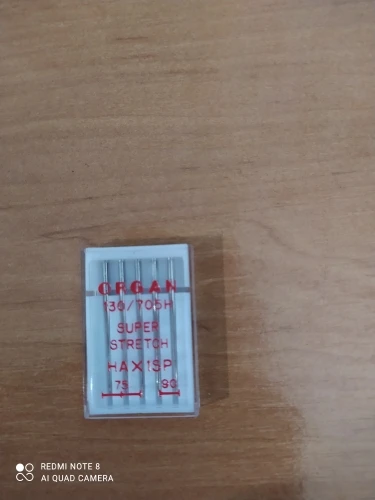 ORGAN
130/705H
SUPER
STRETCH
HAX1SP
75 90
REDMI NOTE 8
AI QUAD CAMERA